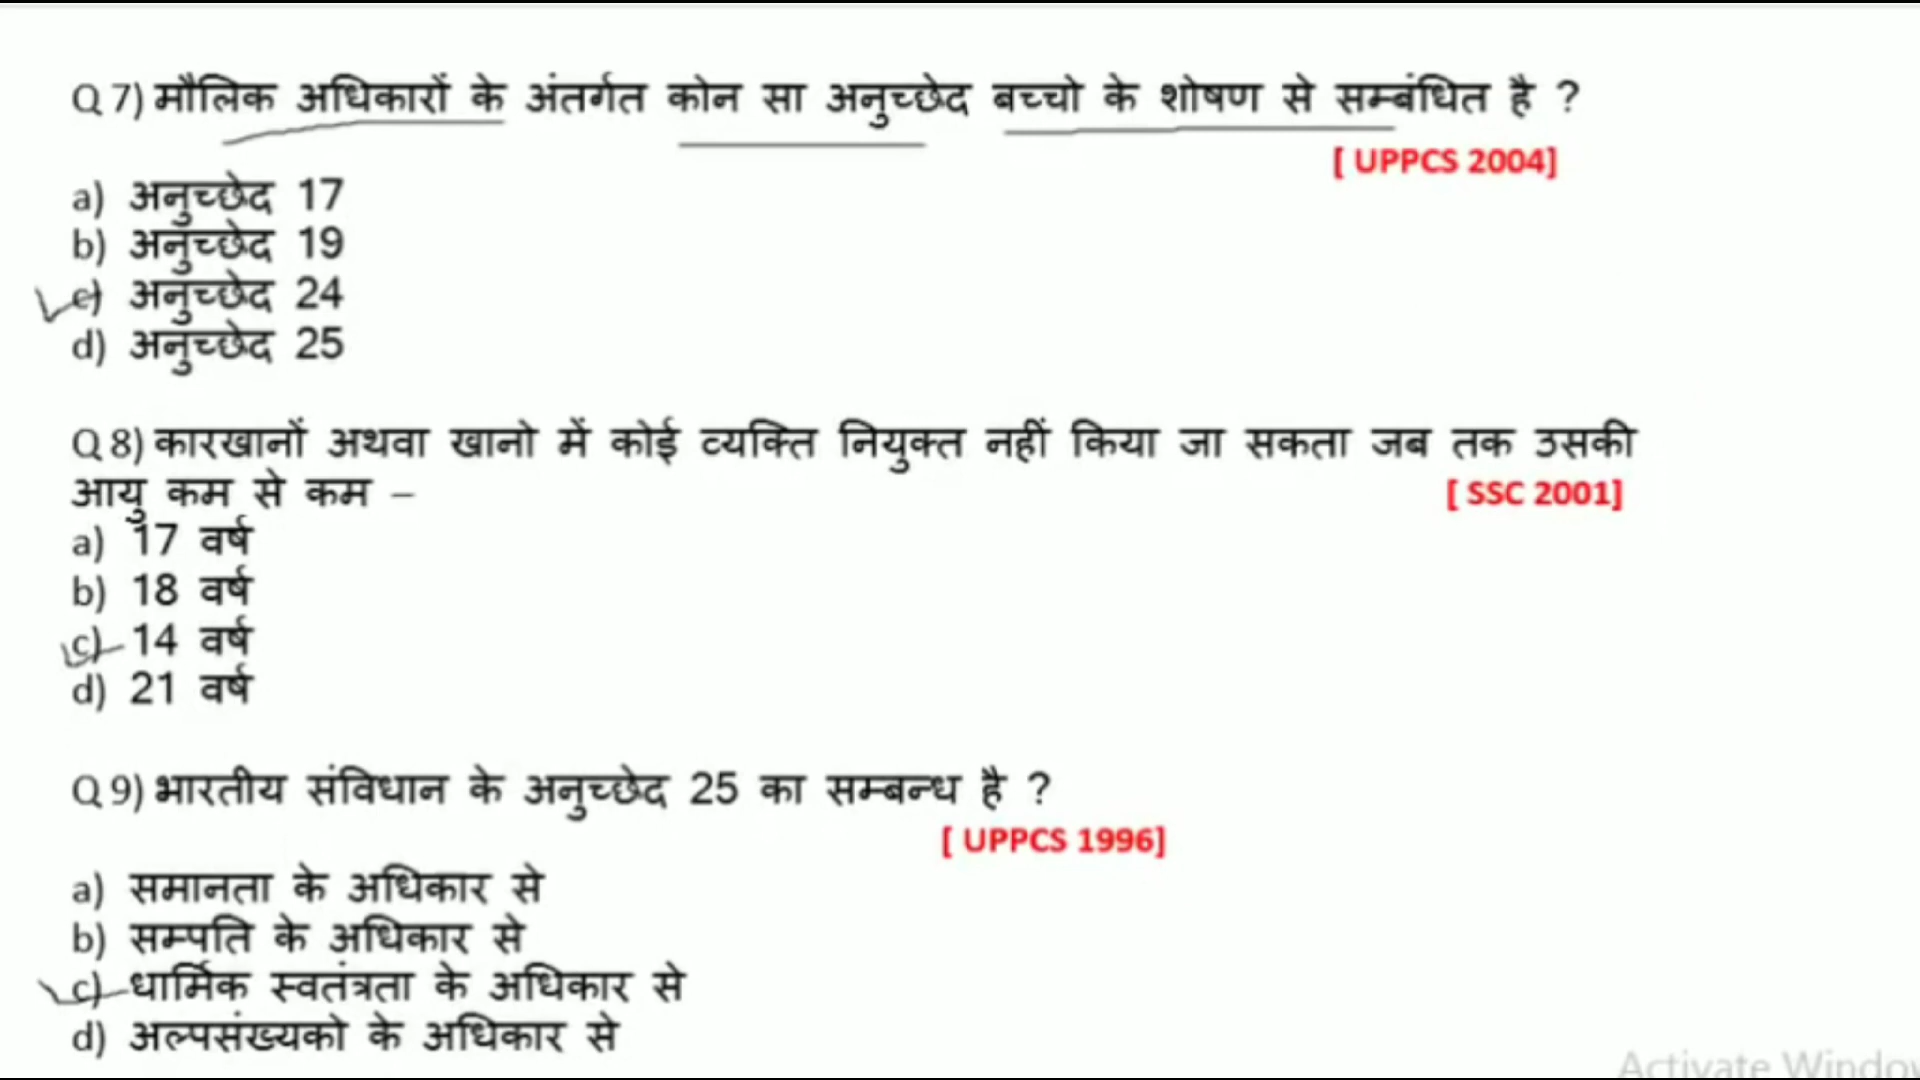 Q 7) मौलिक अधिकारों के अंतर्गत कोन सा अनुच्छेद बच्चो के शोषण से सम्बंधित है ?
[ UPPCS 2004]
a) अनुच्छेद 17
b) अनुच्छेद 19
c) अनुच्छेद 24
d) अनुच्छेद 25
Q 8) कारखानों अथवा खानो में कोई व्यक्ति नियुक्त नहीं किया जा सकता जब तक उसकी
आयु कम से कम –
[ SSC 2001]
a) 17 वर्ष
b) 18 वर्ष
c) 14 वर्ष
d) 21 वर्ष
Q 9) भारतीय संविधान के अनुच्छेद 25 का सम्बन्ध है ?
[ UPPCS 1996]
a) समानता के अधिकार से
b) सम्पति के अधिकार से
c) धार्मिक स्वतंत्रता के अधिकार से
d) अल्पसंख्यको के अधिकार से
Activate Window